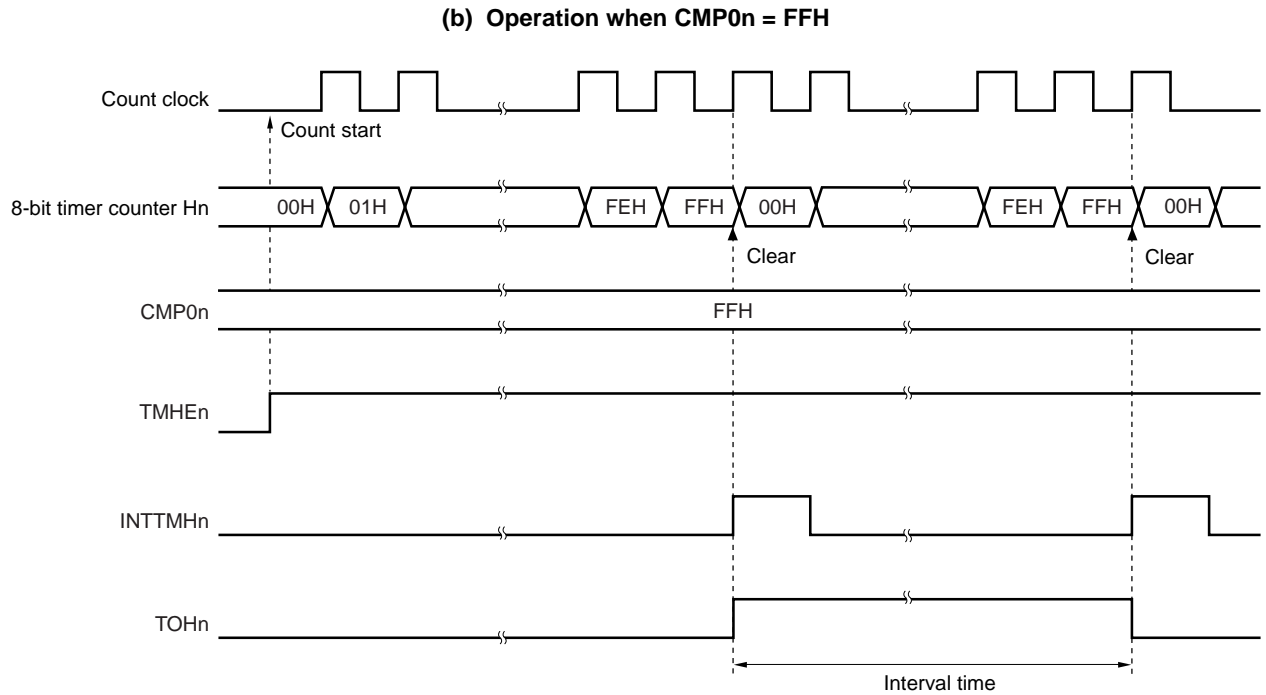 (b) Operation when CMP0n = FFH
Count clock
Count start
8-bit timer counter Hn
00H 01H FEH FFH 00H FEH FFH 00H
Clear Clear
CMP0n
FFH
TMHEn
INTTMHn
TOHn
Interval time